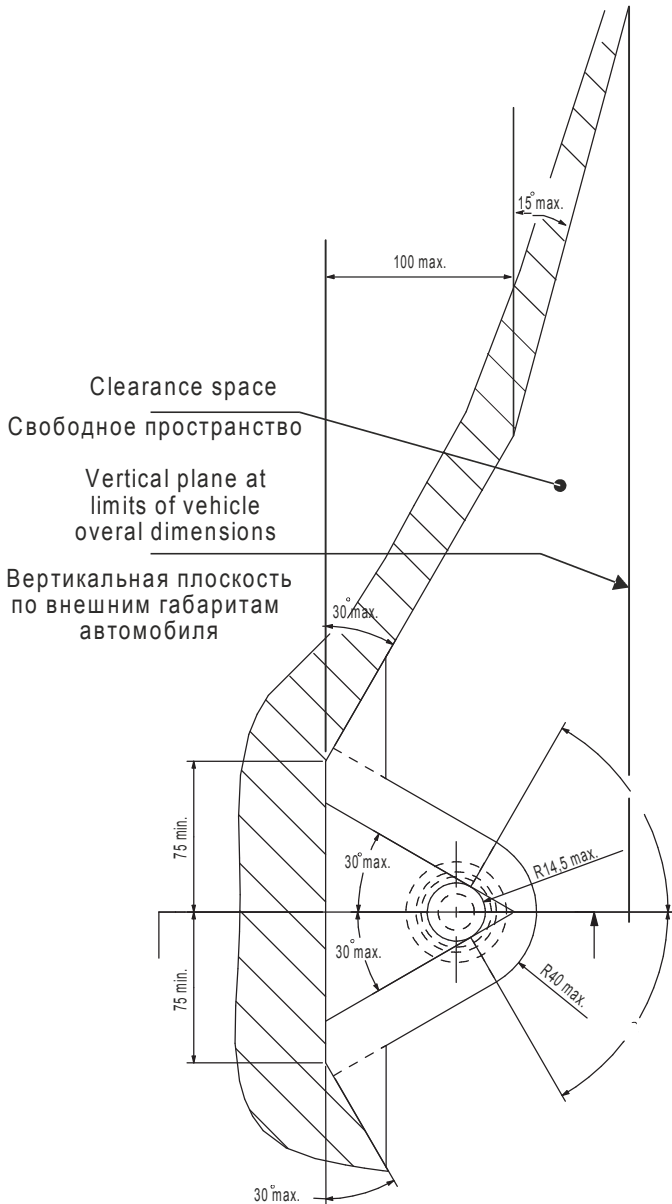 15° max.
100 max.
Clearance space
Свободное пространство
Vertical plane at
limits of vehicle
overal dimensions
Вертикальная плоскость
по внешним габаритам
автомобиля
30° max.
75 min.
30° max.
R14,5 max.
30° max.
75 min.
R40 max.
30° max.